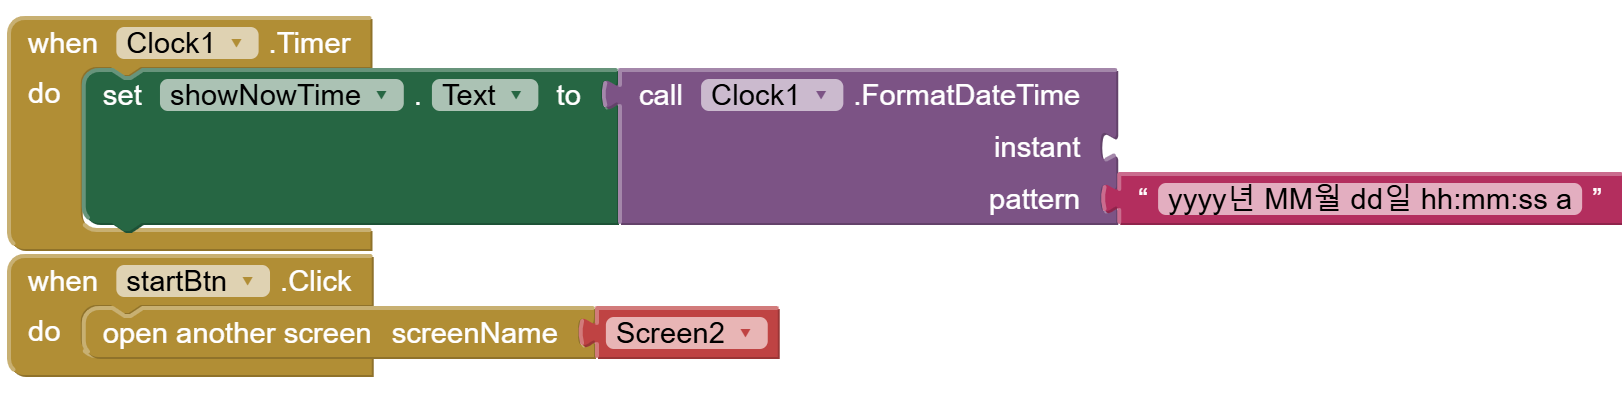 when Clock1 .Timer
do set showNowTime . Text to call Clock1 .FormatDateTime
instant
pattern “ yyyy년 MM월 dd일 hh:mm:ss a ”
when startBtn .Click
do open another screen screenName Screen2